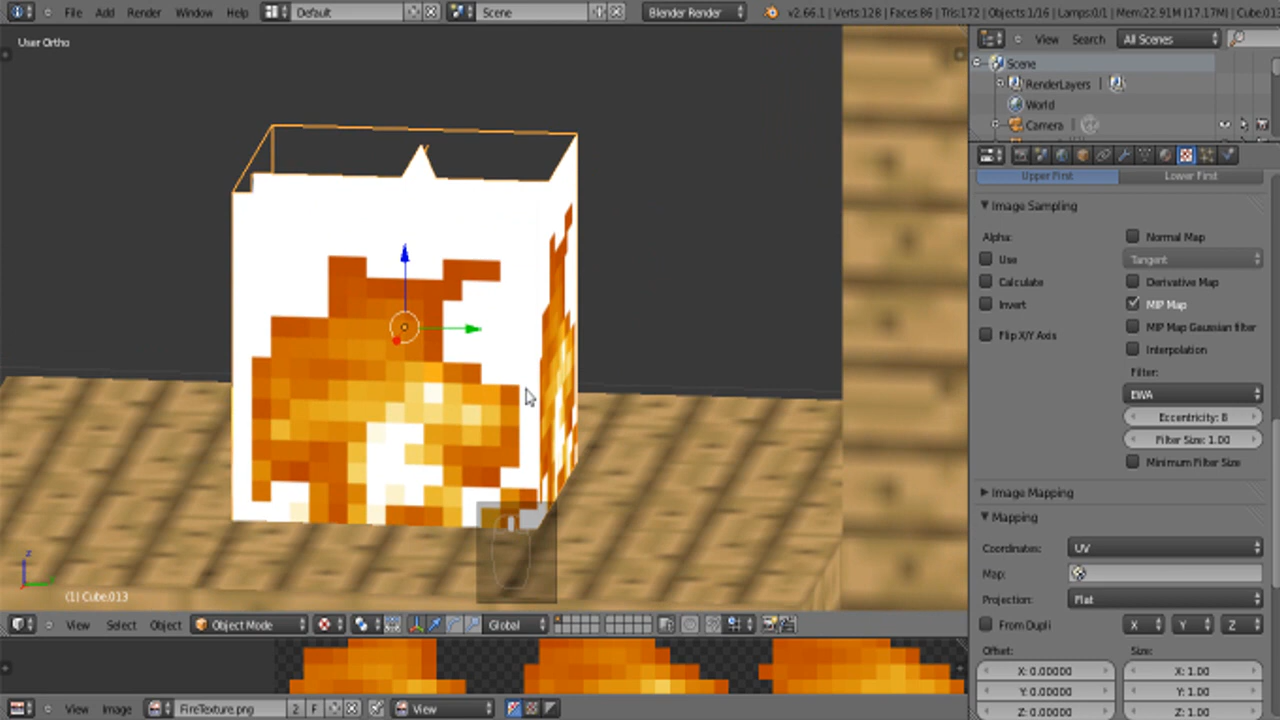 File Add Render Window Help Default Scene Blender Render v2.66.1 | Verts:128 | Faces:86 | Tris:172 | Objects:1/16 | Lamps:0/1 | Mem:22.91M (17.17M) | Cube.013
User Ortho
View Search All Scenes
Scene
RenderLayers |
World
Camera |
Upper First Lower First
Image Sampling
Alpha: Normal Map
Use Tangent
Calculate Derivative Map
Invert MIP Map
MIP Map Gaussian filter
Flip X/Y Axis
Interpolation
Filter:
EWA
Eccentricity: 8
Filter Size: 1.00
Minimum Filter Size
Image Mapping
Mapping
Coordinates: UV
Map:
Projection: Flat
From Dupli X Y Z
Offset: Size:
X: 0.00000 X: 1.00
Y: 0.00000 Y: 1.00
Z: 0.00000 Z: 1.00
z
(1) Cube.013
View Select Object Object Mode Global
View Image FireTexture.png 2 F View